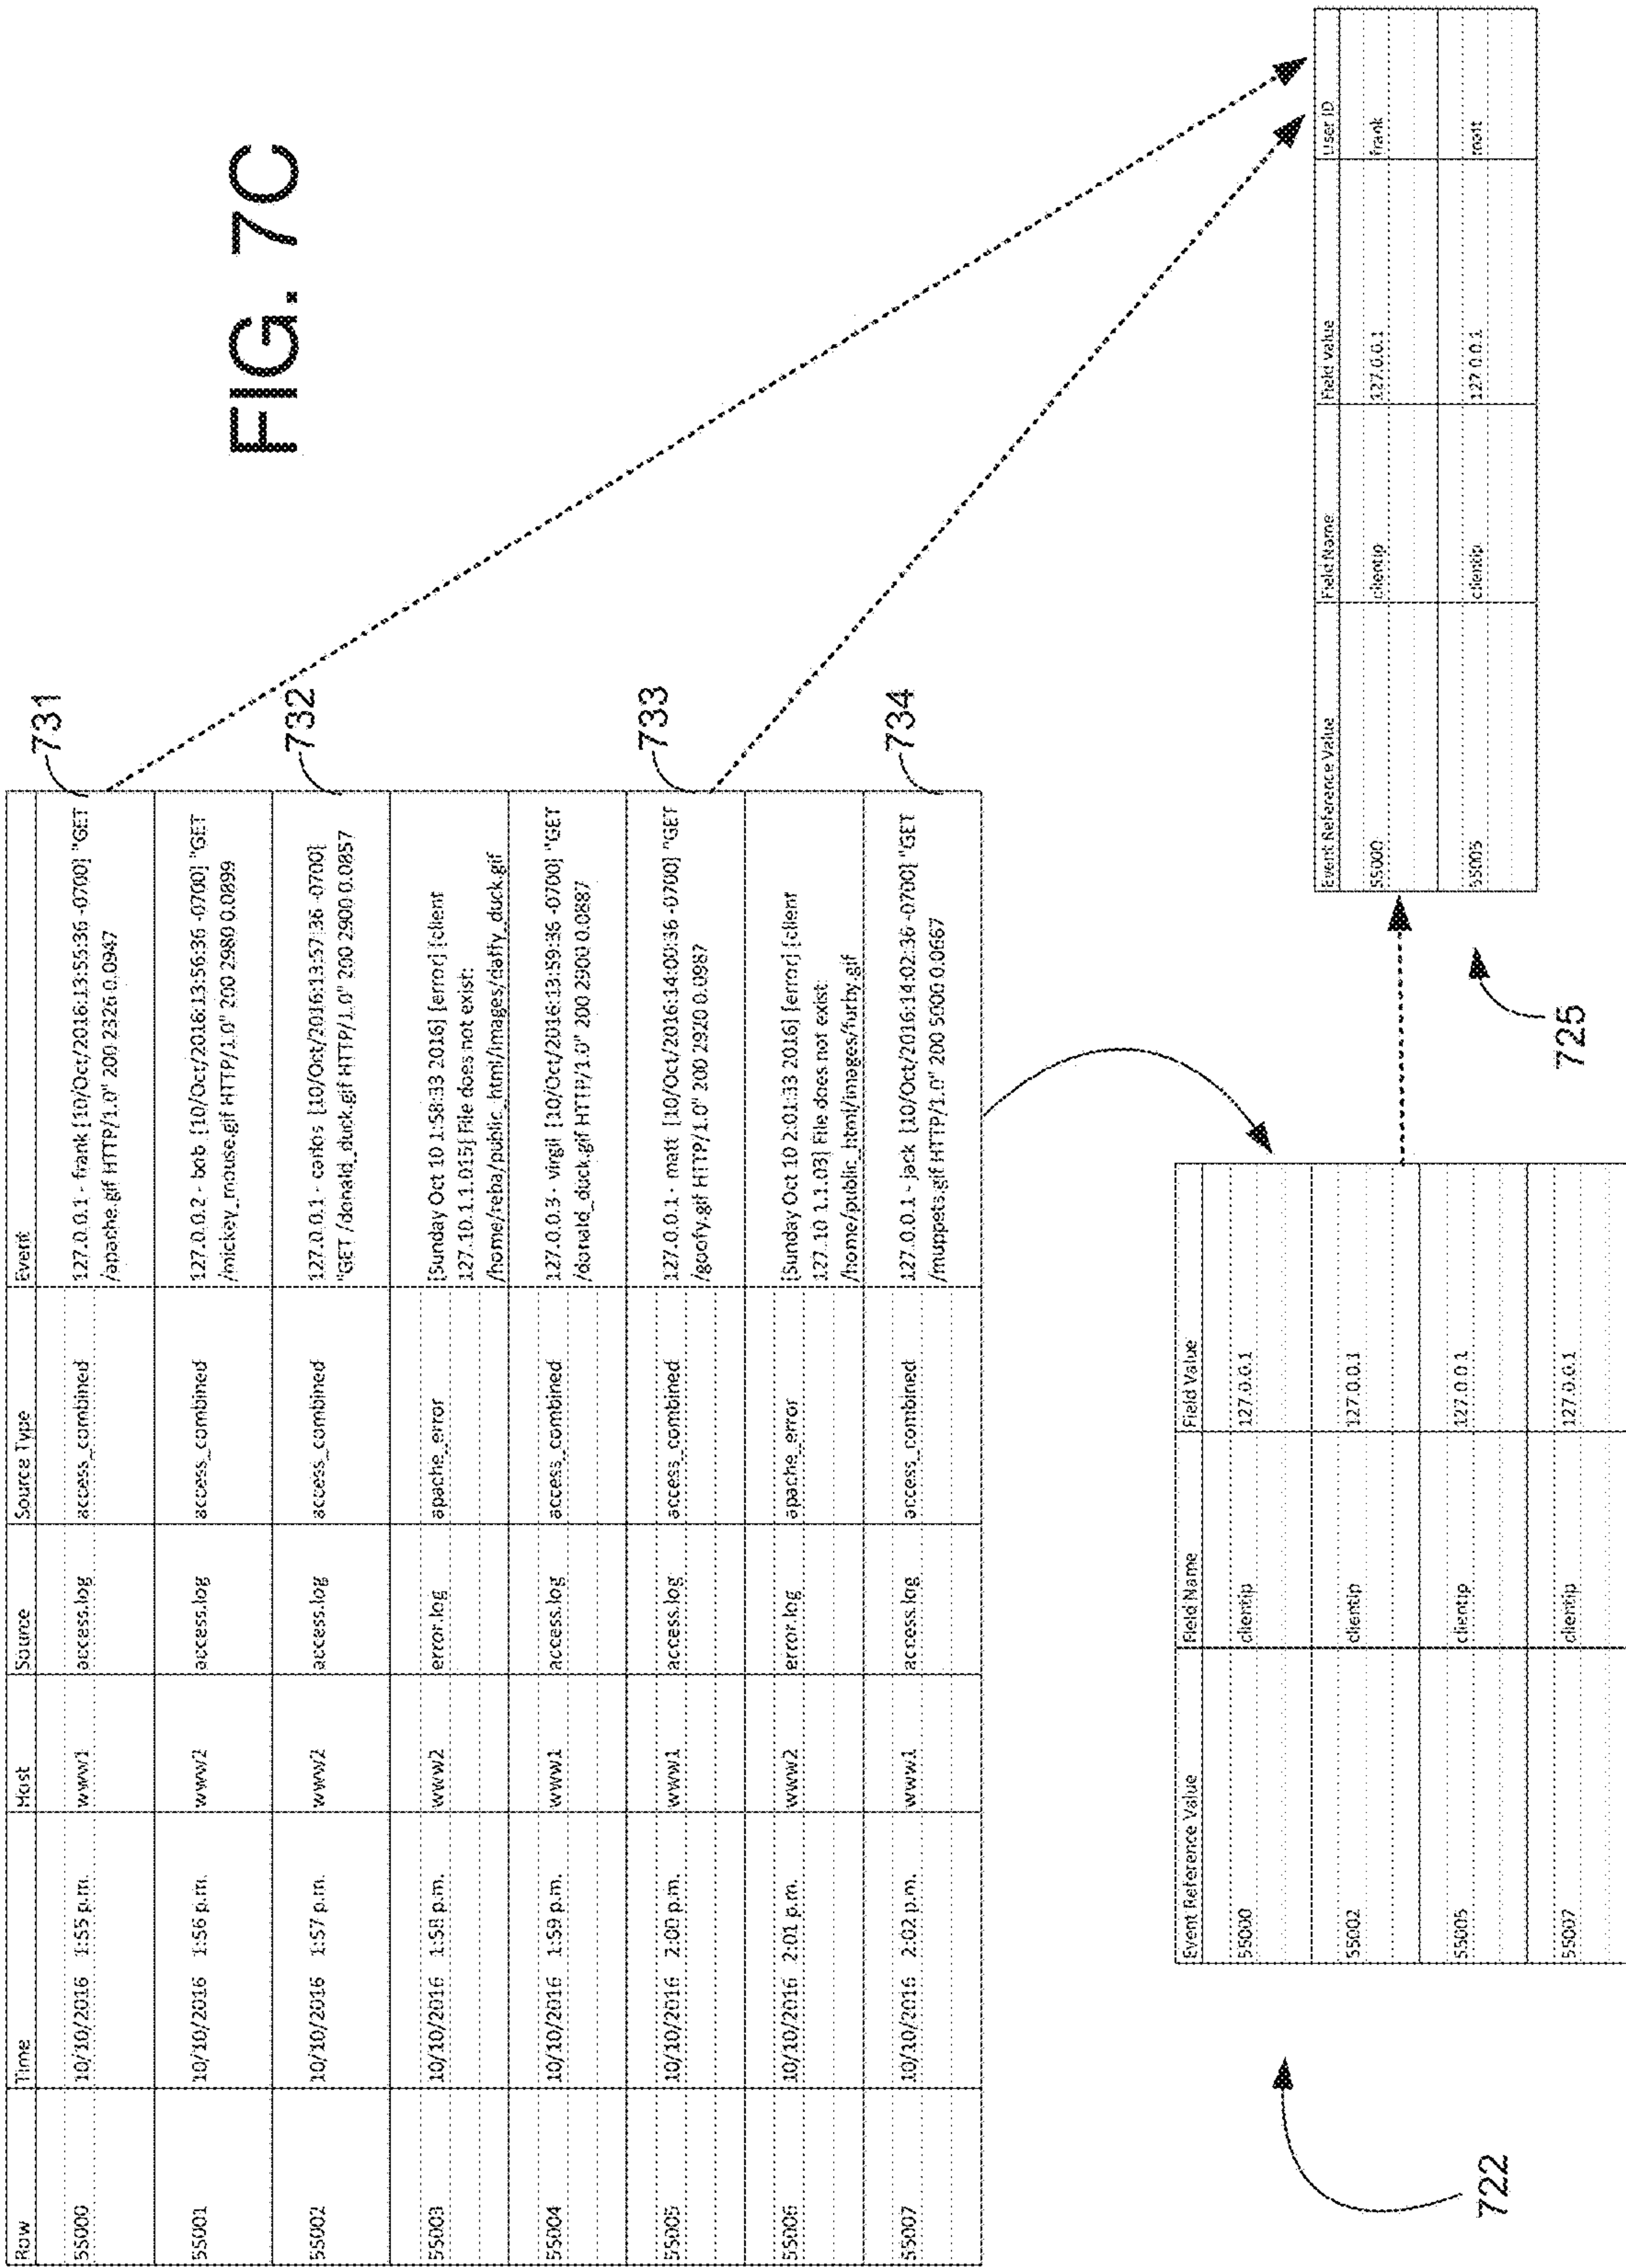 FIG. 7C
Row Time Host Source Source Type Event
55000 10/10/2016 1:55 p.m. www1 access.log access_combined 127.0.0.1 - frank [10/Oct/2016:13:55:36 -0700] "GET
/apache.gif HTTP/1.0" 200 2326 0.0947
731
55001 10/10/2016 1:56 p.m. www2 access.log access_combined 127.0.0.2 - bob [10/Oct/2016:13:56:36 -0700] "GET
/mickey_mouse.gif HTTP/1.0" 200 2980 0.0899
55002 10/10/2016 1:57 p.m. www2 access.log access_combined 127.0.0.1 - carlos [10/Oct/2016:13:57:36 -0700]
"GET /donald_duck.gif HTTP/1.0" 200 2900 0.0857
732
55003 10/10/2016 1:58 p.m. www2 error.log apache_error [Sunday Oct 10 1:58:33 2016] [error] [client
127.10.1.1.015] File does not exist:
/home/reba/public_html/images/daffy_duck.gif
55004 10/10/2016 1:59 p.m. www1 access.log access_combined 127.0.0.3 - virgil [10/Oct/2016:13:59:36 -0700] "GET
/donald_duck.gif HTTP/1.0" 200 2900 0.0887
55005 10/10/2016 2:00 p.m. www1 access.log access_combined 127.0.0.1 - matt [10/Oct/2016:14:00:36 -0700] "GET
/goofy.gif HTTP/1.0" 200 2920 0.0987
733
55006 10/10/2016 2:01 p.m. www2 error.log apache_error [Sunday Oct 10 2:01:33 2016] [error] [client
127.10.1.1.03] File does not exist:
/home/public_html/images/furby.gif
55007 10/10/2016 2:02 p.m. www1 access.log access_combined 127.0.0.1 - jack [10/Oct/2016:14:02:36 -0700] "GET
/muppets.gif HTTP/1.0" 200 5000 0.0667
734
Event Reference Value Field Name Field Value
55000 clientip 127.0.0.1
55002 clientip 127.0.0.1
55005 clientip 127.0.0.1
55007 clientip 127.0.0.1
722
Event Reference Value Field Name Field Value User ID
55000 clientip 127.0.0.1 frank
55005 clientip 127.0.0.1 matt
725